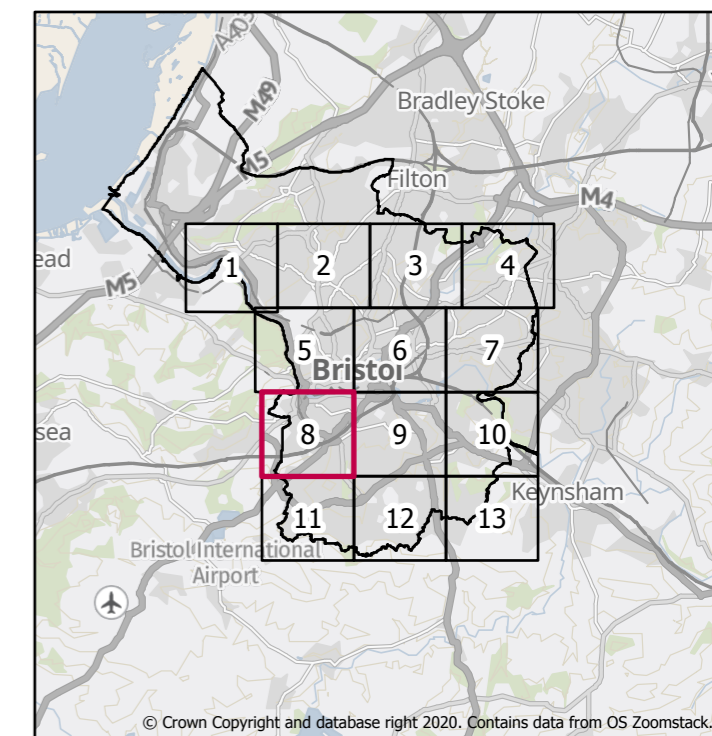 A403
M49
Bradley Stoke
M5
Filton
M4
ead
M5
1
2
3
4
5
6
7
Bristol
sea
8
9
10
Keynsham
11
12
13
Bristol International
Airport
© Crown Copyright and database right 2020. Contains data from OS Zoomstack.